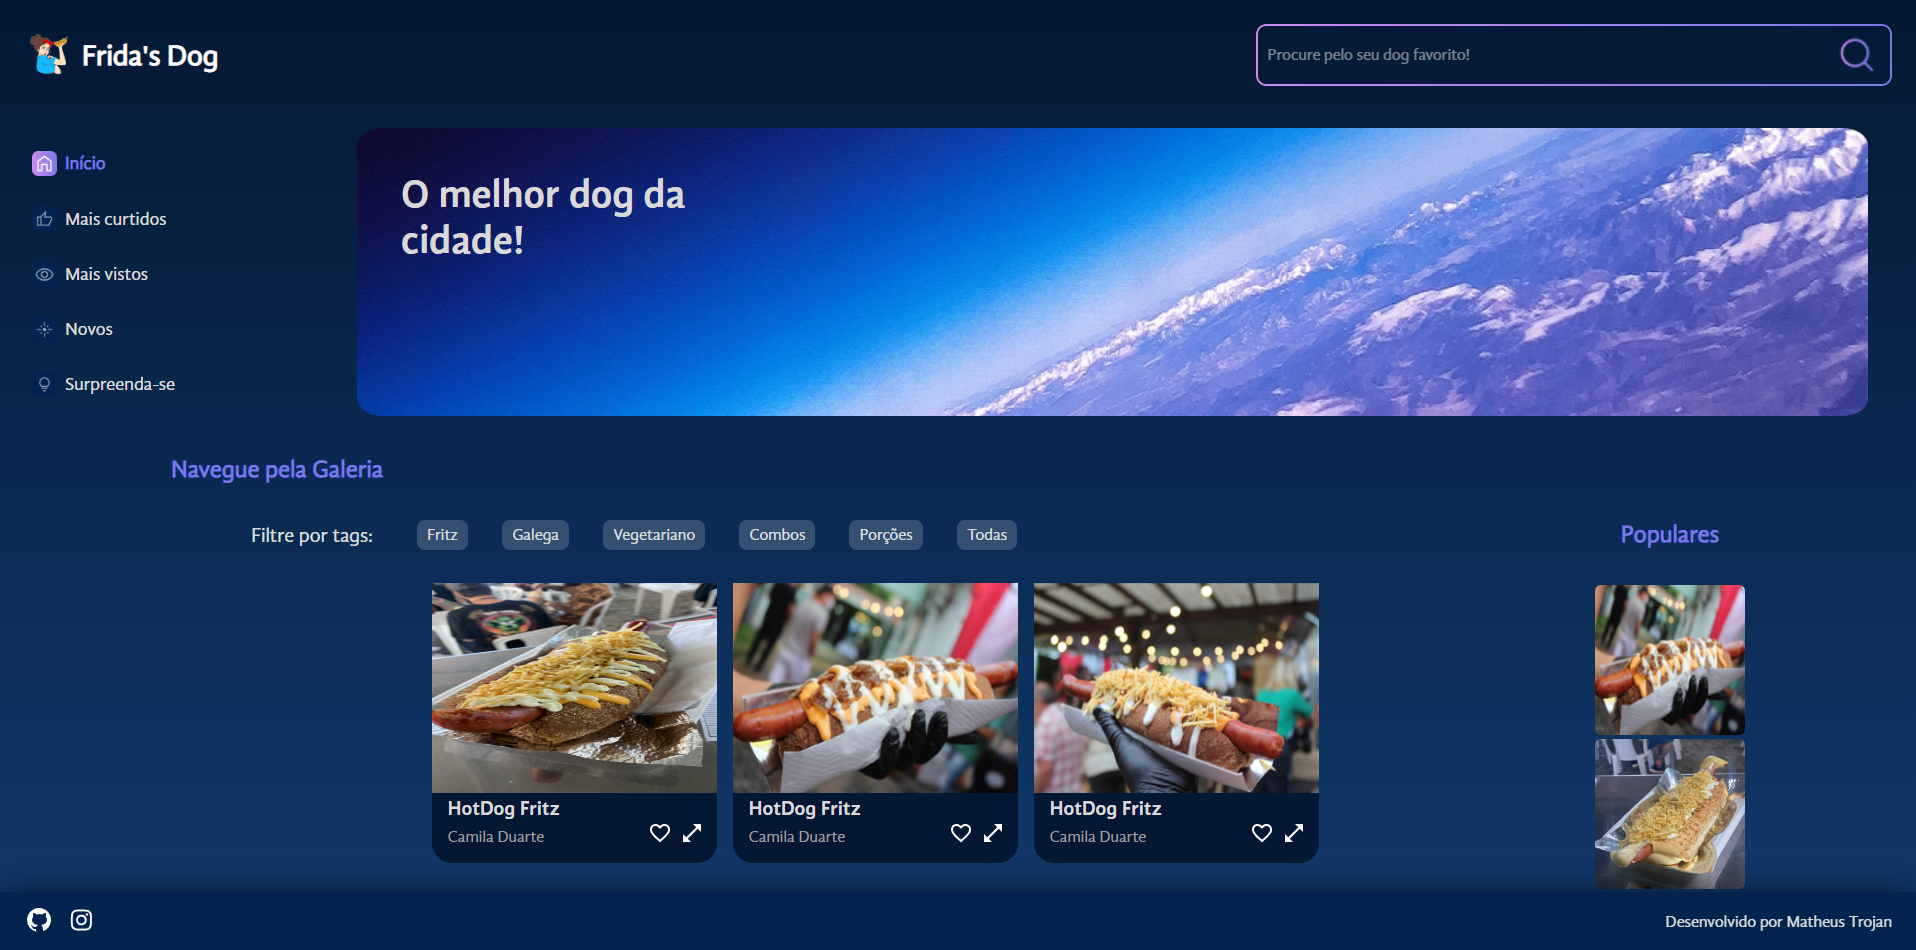 Frida's Dog
Procure pelo seu dog favorito!
Início
Mais curtidos
Mais vistos
Novos
Surpreenda-se
O melhor dog da
cidade!
Navegue pela Galeria
Filtre por tags:
Fritz
Galega
Vegetariano
Combos
Porções
Todas
Populares
HotDog Fritz
Camila Duarte
HotDog Fritz
Camila Duarte
HotDog Fritz
Camila Duarte
Desenvolvido por Matheus Trojan